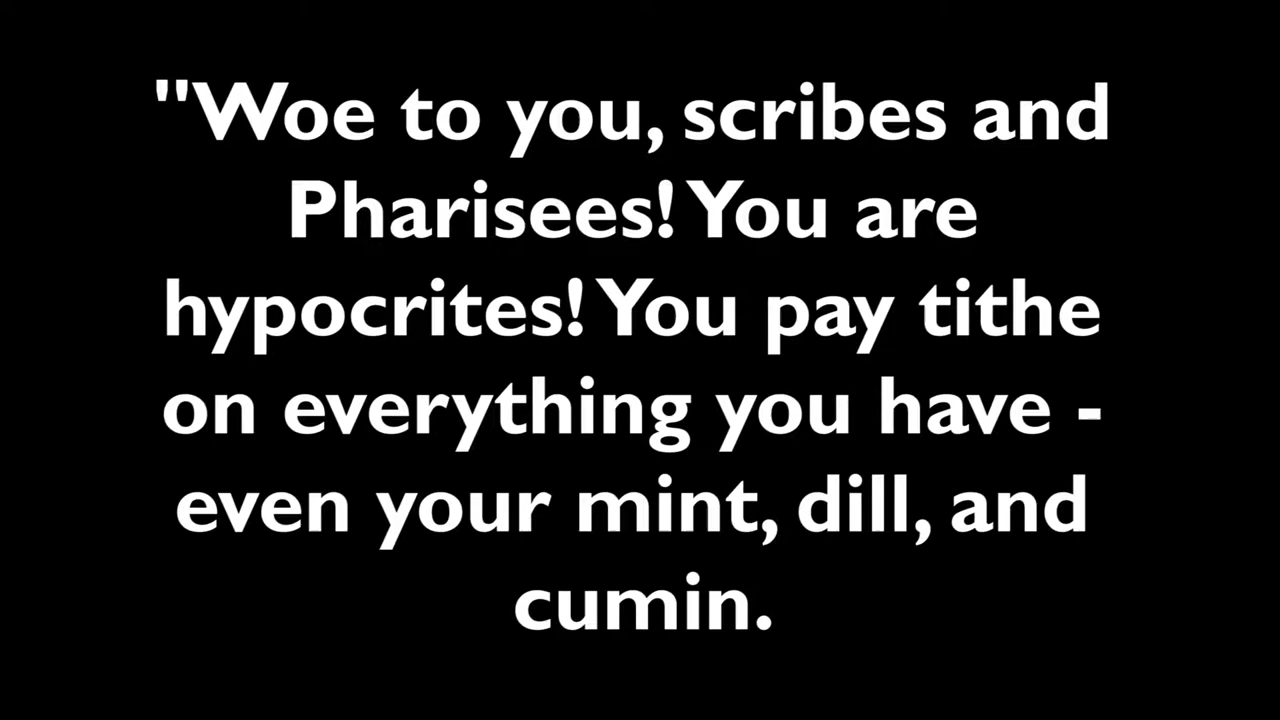 "Woe to you, scribes and
Pharisees! You are
hypocrites! You pay tithe
on everything you have -
even your mint, dill, and
cumin.